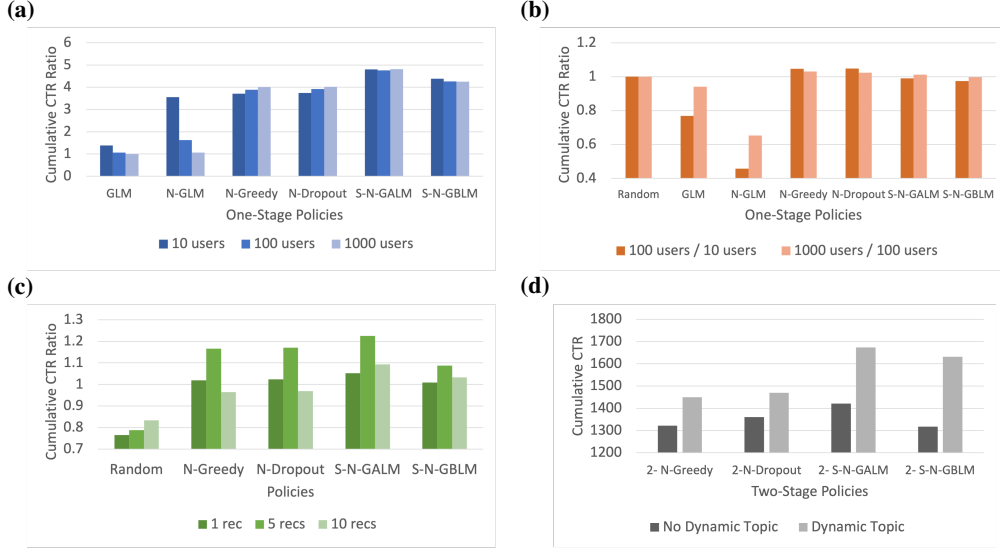 (a)
Cumulative CTR Ratio
6
5
4
3
2
1
0
GLM N-GLM N-Greedy N-Dropout S-N-GALM S-N-GBLM
One-Stage Policies
10 users 100 users 1000 users
(b)
Cumulative CTR Ratio
1.2
1
0.8
0.6
0.4
Random GLM N-GLM N-Greedy N-Dropout S-N-GALM S-N-GBLM
One-Stage Policies
100 users / 10 users 1000 users / 100 users
(c)
Cumulative CTR Ratio
1.3
1.2
1.1
1
0.9
0.8
0.7
Random N-Greedy N-Dropout S-N-GALM S-N-GBLM
Policies
1 rec 5 recs 10 recs
(d)
Cumulative CTR
1800
1700
1600
1500
1400
1300
1200
2- N-Greedy 2-N-Dropout 2- S-N-GALM 2- S-N-GBLM
Two-Stage Policies
No Dynamic Topic Dynamic Topic